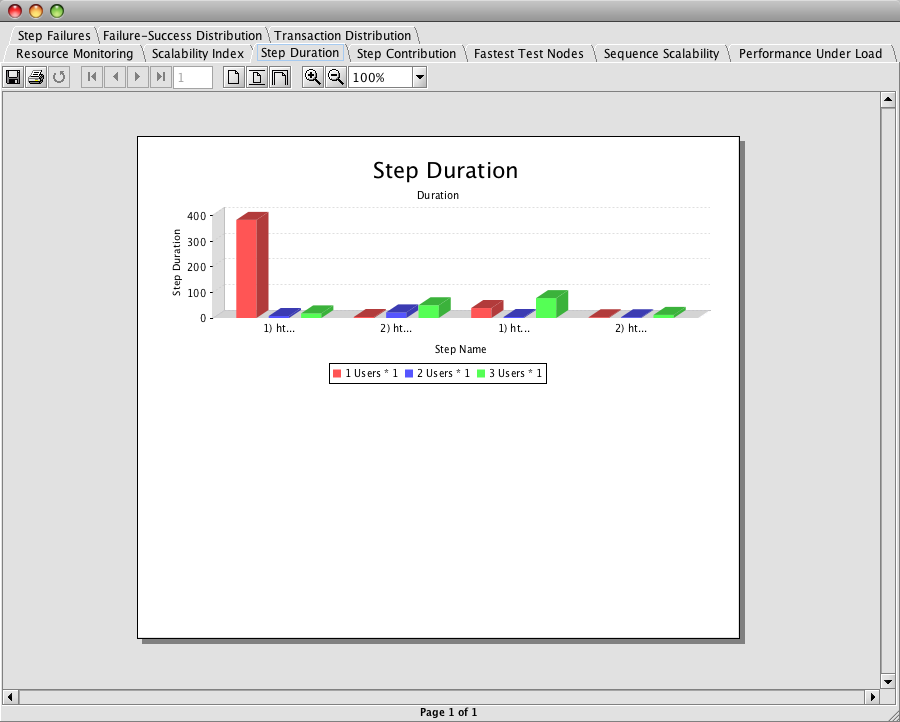 Step Failures Failure-Success Distribution Transaction Distribution
Resource Monitoring Scalability Index Step Duration Step Contribution Fastest Test Nodes Sequence Scalability Performance Under Load
1 100%
Step Duration
Duration
Step Duration
400
300
200
100
0
1) ht... 2) ht... 1) ht... 2) ht...
Step Name
1 Users * 1 2 Users * 1 3 Users * 1
Page 1 of 1